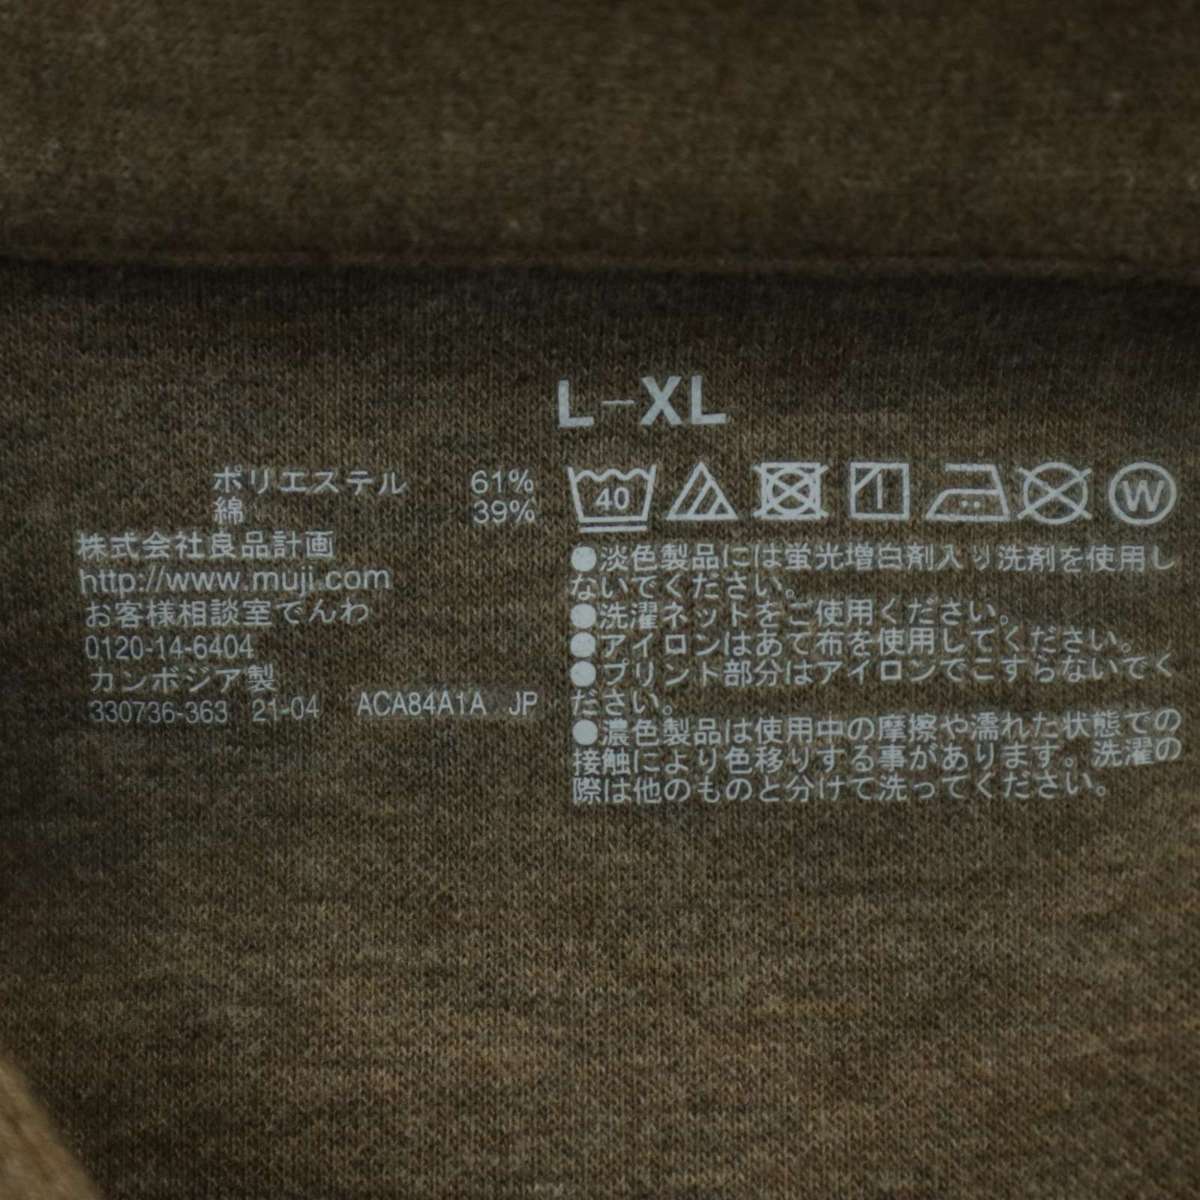 L-XL
ポリエステル 61%
綿 39%
株式会社良品計画
http://www.muji.com
お客様相談室でんわ
0120-14-6404
カンボジア製
330736-363 21-04 ACA84A1A JP
40 W
●淡色製品には蛍光増白剤入り洗剤を使用し
ないでください。
●洗濯ネットをご使用ください。
●アイロンはあて布を使用してください。
●プリント部分はアイロンでこすらないでく
ださい。
●濃色製品は使用中の摩擦や濡れた状態での
接触により色移りする事があります。洗濯の
際は他のものと分けて洗ってください。